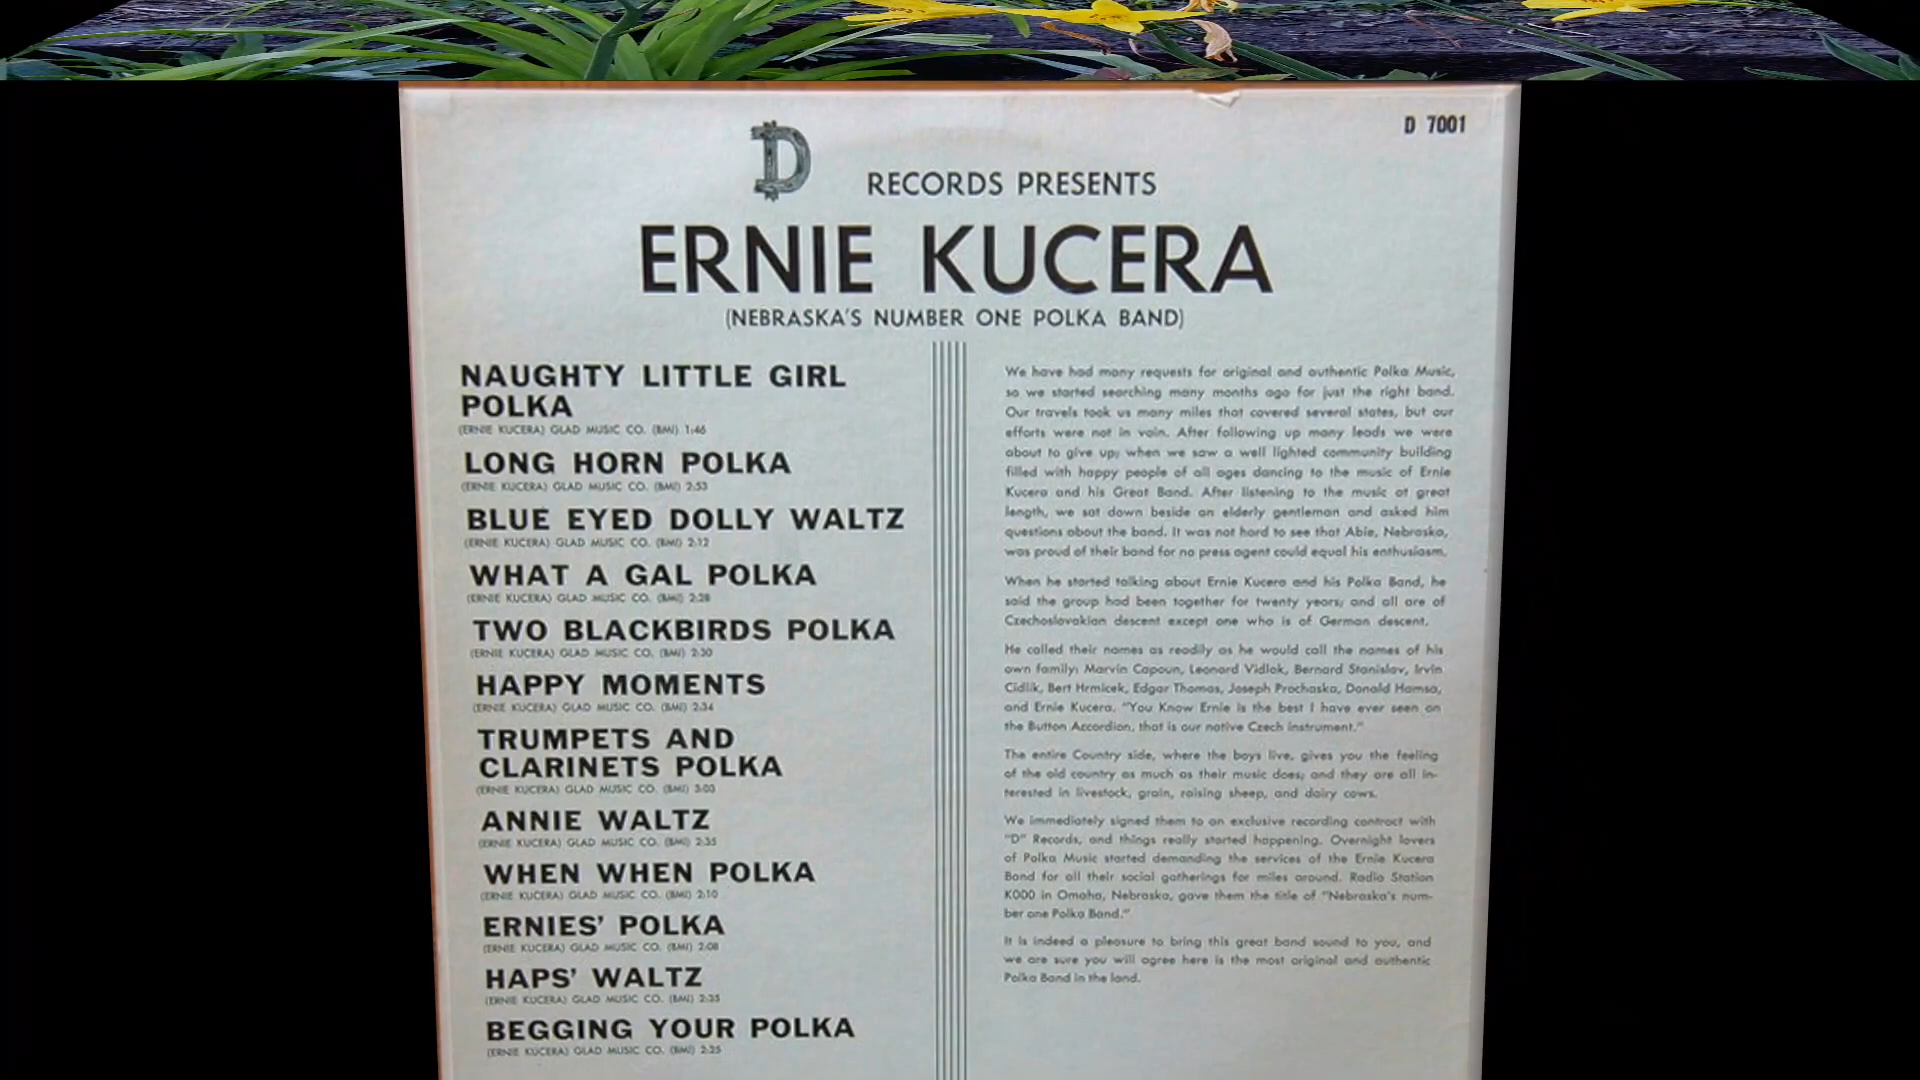 D 7001
D
RECORDS PRESENTS
ERNIE KUCERA
(NEBRASKA'S NUMBER ONE POLKA BAND)
NAUGHTY LITTLE GIRL
POLKA
(ERNIE KUCERA) GLAD MUSIC CO. (BMI) 1:46
LONG HORN POLKA
(ERNIE KUCERA) GLAD MUSIC CO. (BMI) 2:53
BLUE EYED DOLLY WALTZ
(ERNIE KUCERA) GLAD MUSIC CO. (BMI) 2:12
WHAT A GAL POLKA
(ERNIE KUCERA) GLAD MUSIC CO. (BMI) 2:28
TWO BLACKBIRDS POLKA
(ERNIE KUCERA) GLAD MUSIC CO. (BMI) 2:30
HAPPY MOMENTS
(ERNIE KUCERA) GLAD MUSIC CO. (BMI) 2:34
TRUMPETS AND
CLARINETS POLKA
(ERNIE KUCERA) GLAD MUSIC CO. (BMI) 3:03
ANNIE WALTZ
(ERNIE KUCERA) GLAD MUSIC CO. (BMI) 2:35
WHEN WHEN POLKA
(ERNIE KUCERA) GLAD MUSIC CO. (BMI) 2:10
ERNIES' POLKA
(ERNIE KUCERA) GLAD MUSIC CO. (BMI) 2:08
HAPS' WALTZ
(ERNIE KUCERA) GLAD MUSIC CO. (BMI) 2:35
BEGGING YOUR POLKA
(ERNIE KUCERA) GLAD MUSIC CO. (BMI) 2:25
We have had many requests for original and authentic Polka Music,
so we started searching many months ago for just the right band.
Our travels took us many miles that covered several states, but our
efforts were not in vain. After following up many leads we were
about to give up; when we saw a well lighted community building
filled with happy people of all ages dancing to the music of Ernie
Kucera and his Great Band. After listening to the music at great
length, we sat down beside an elderly gentleman and asked him
questions about the band. It was not hard to see that Abie, Nebraska,
was proud of their band for no press agent could equal his enthusiasm.
When he started talking about Ernie Kucera and his Polka Band, he
said the group had been together for twenty years; and all are of
Czechoslovakian descent except one who is of German descent.
He called their names as readily as he would call the names of his
own family: Marvin Capoun, Leonard Vidlak, Bernard Stanislav, Irvin
Cidlik, Bert Hrmicek, Edgar Thomas, Joseph Prochaska, Donald Hamsa,
and Ernie Kucera. "You Know Ernie is the best I have ever seen on
the Button Accordion, that is our native Czech instrument."
The entire Country side, where the boys live, gives you the feeling
of the old country as much as their music does; and they are all in-
terested in livestock, grain, raising sheep, and dairy cows.
We immediately signed them to an exclusive recording contract with
"D" Records, and things really started happening. Overnight lovers
of Polka Music started demanding the services of the Ernie Kucera
Band for all their social gatherings for miles around. Radio Station
KOOO in Omaha, Nebraska, gave them the title of "Nebraska's num-
ber one Polka Band."
It is indeed a pleasure to bring this great band sound to you, and
we are sure you will agree here is the most original and authentic
Polka Band in the land.